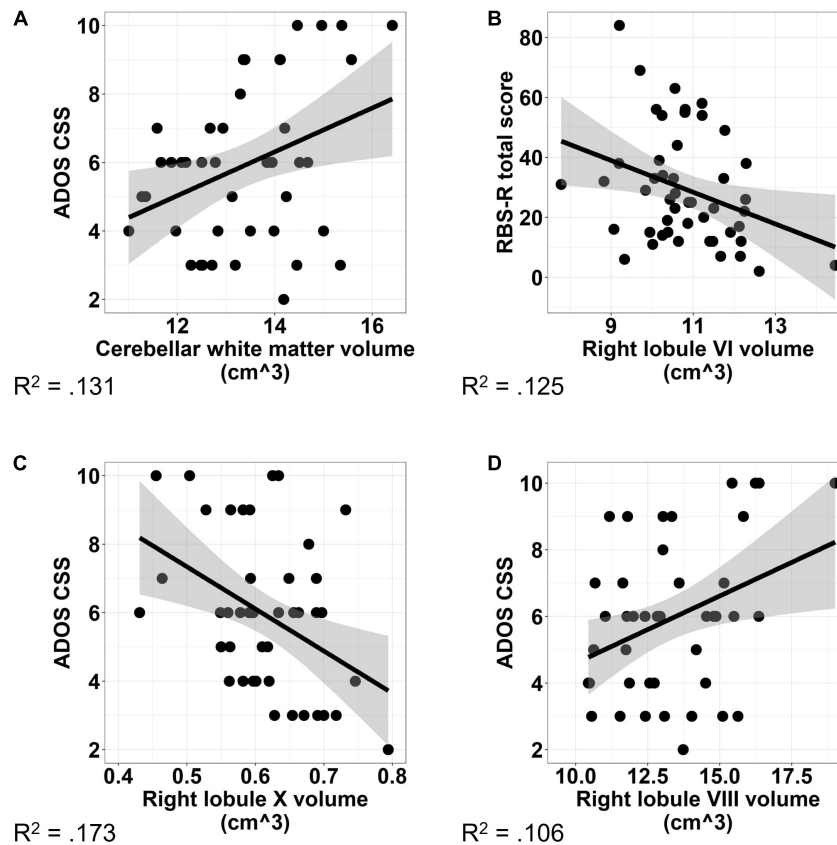 A
10
8
6
4
2
ADOS CSS
12 14 16
Cerebellar white matter volume
(cm^3)
R² = .131
B
80
60
40
20
0
RBS-R total score
9 11 13
Right lobule VI volume
(cm^3)
R² = .125
C
10
8
6
4
2
ADOS CSS
0.4 0.5 0.6 0.7 0.8
Right lobule X volume
(cm^3)
R² = .173
D
10
8
6
4
2
ADOS CSS
10.0 12.5 15.0 17.5
Right lobule VIII volume
(cm^3)
R² = .106